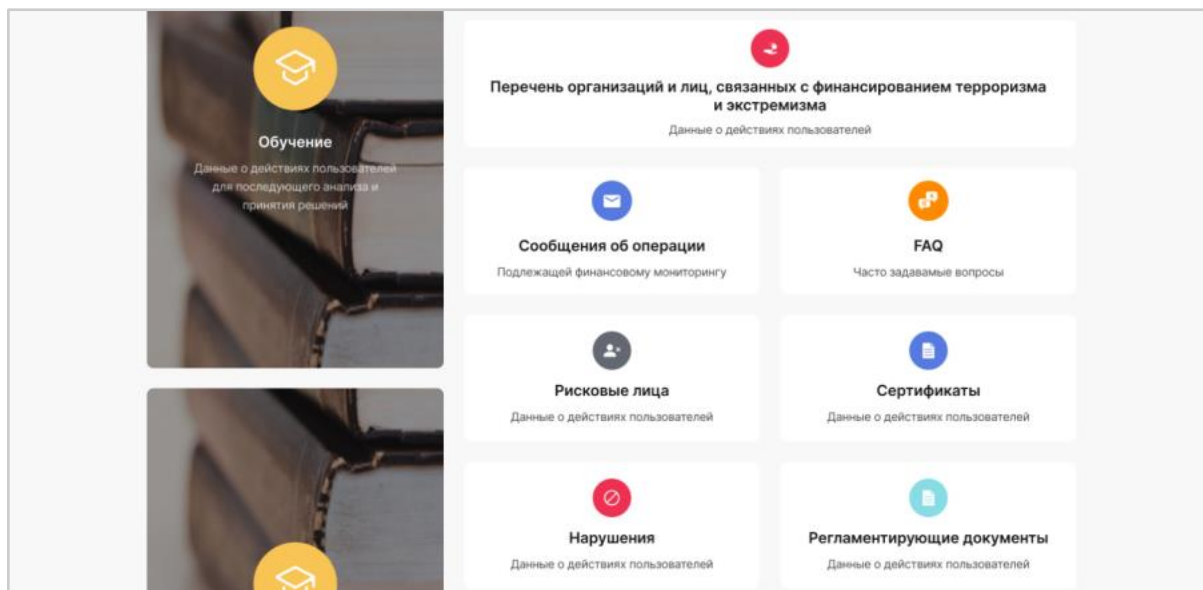 Обучение
Данные о действиях пользователей
для последующего анализа и
принятия решений
Перечень организаций и лиц, связанных с финансированием терроризма
и экстремизма
Данные о действиях пользователей
Сообщения об операции
Подлежащей финансовому мониторингу
FAQ
Часто задавамые вопросы
Рисковые лица
Данные о действиях пользователей
Сертификаты
Данные о действиях пользователей
Нарушения
Данные о действиях пользователей
Регламентирующие документы
Данные о действиях пользователей